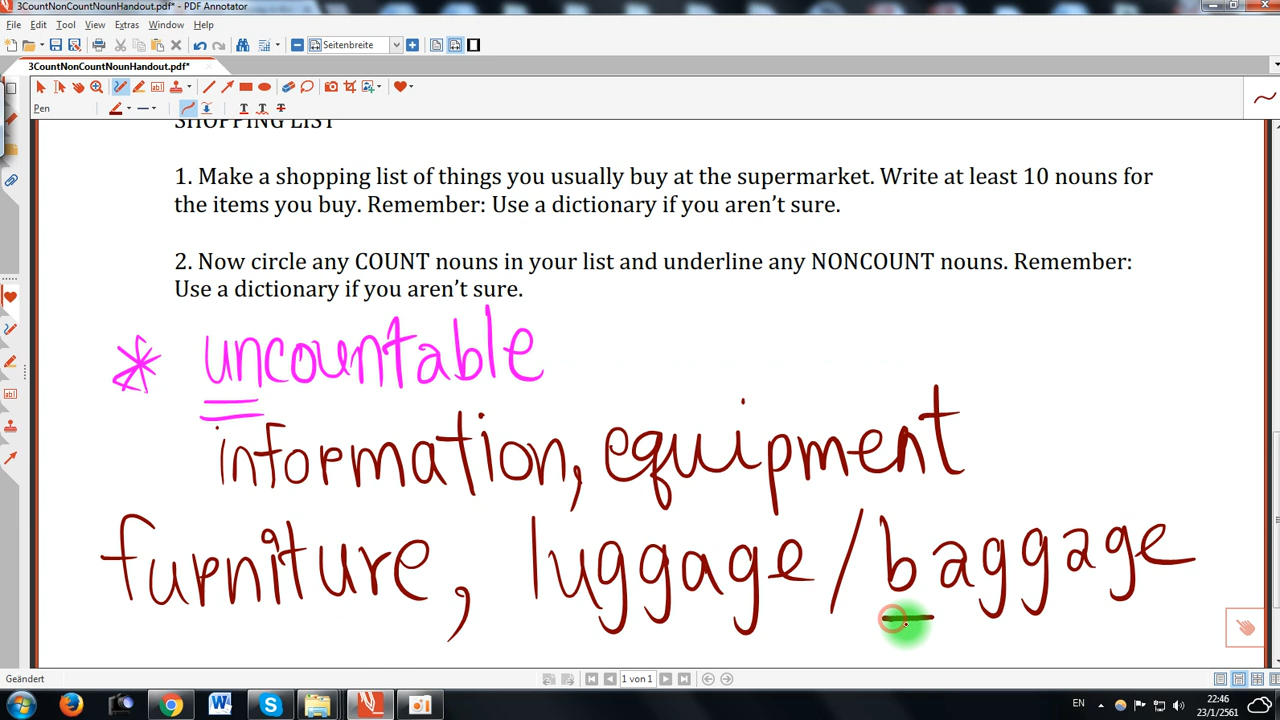 3CountNonCountNounHandout.pdf* - PDF Annotator
File Edit Tool View Extras Window Help
Seitenbreite
3CountNonCountNounHandout.pdf*
Pen
SHOPPING LIST
1. Make a shopping list of things you usually buy at the supermarket. Write at least 10 nouns for
the items you buy. Remember: Use a dictionary if you aren't sure.
2. Now circle any COUNT nouns in your list and underline any NONCOUNT nouns. Remember:
Use a dictionary if you aren't sure.
* uncountable
information, equipment
furniture, luggage/baggage
Geändert
1 von 1
EN
22:46
23/1/2561